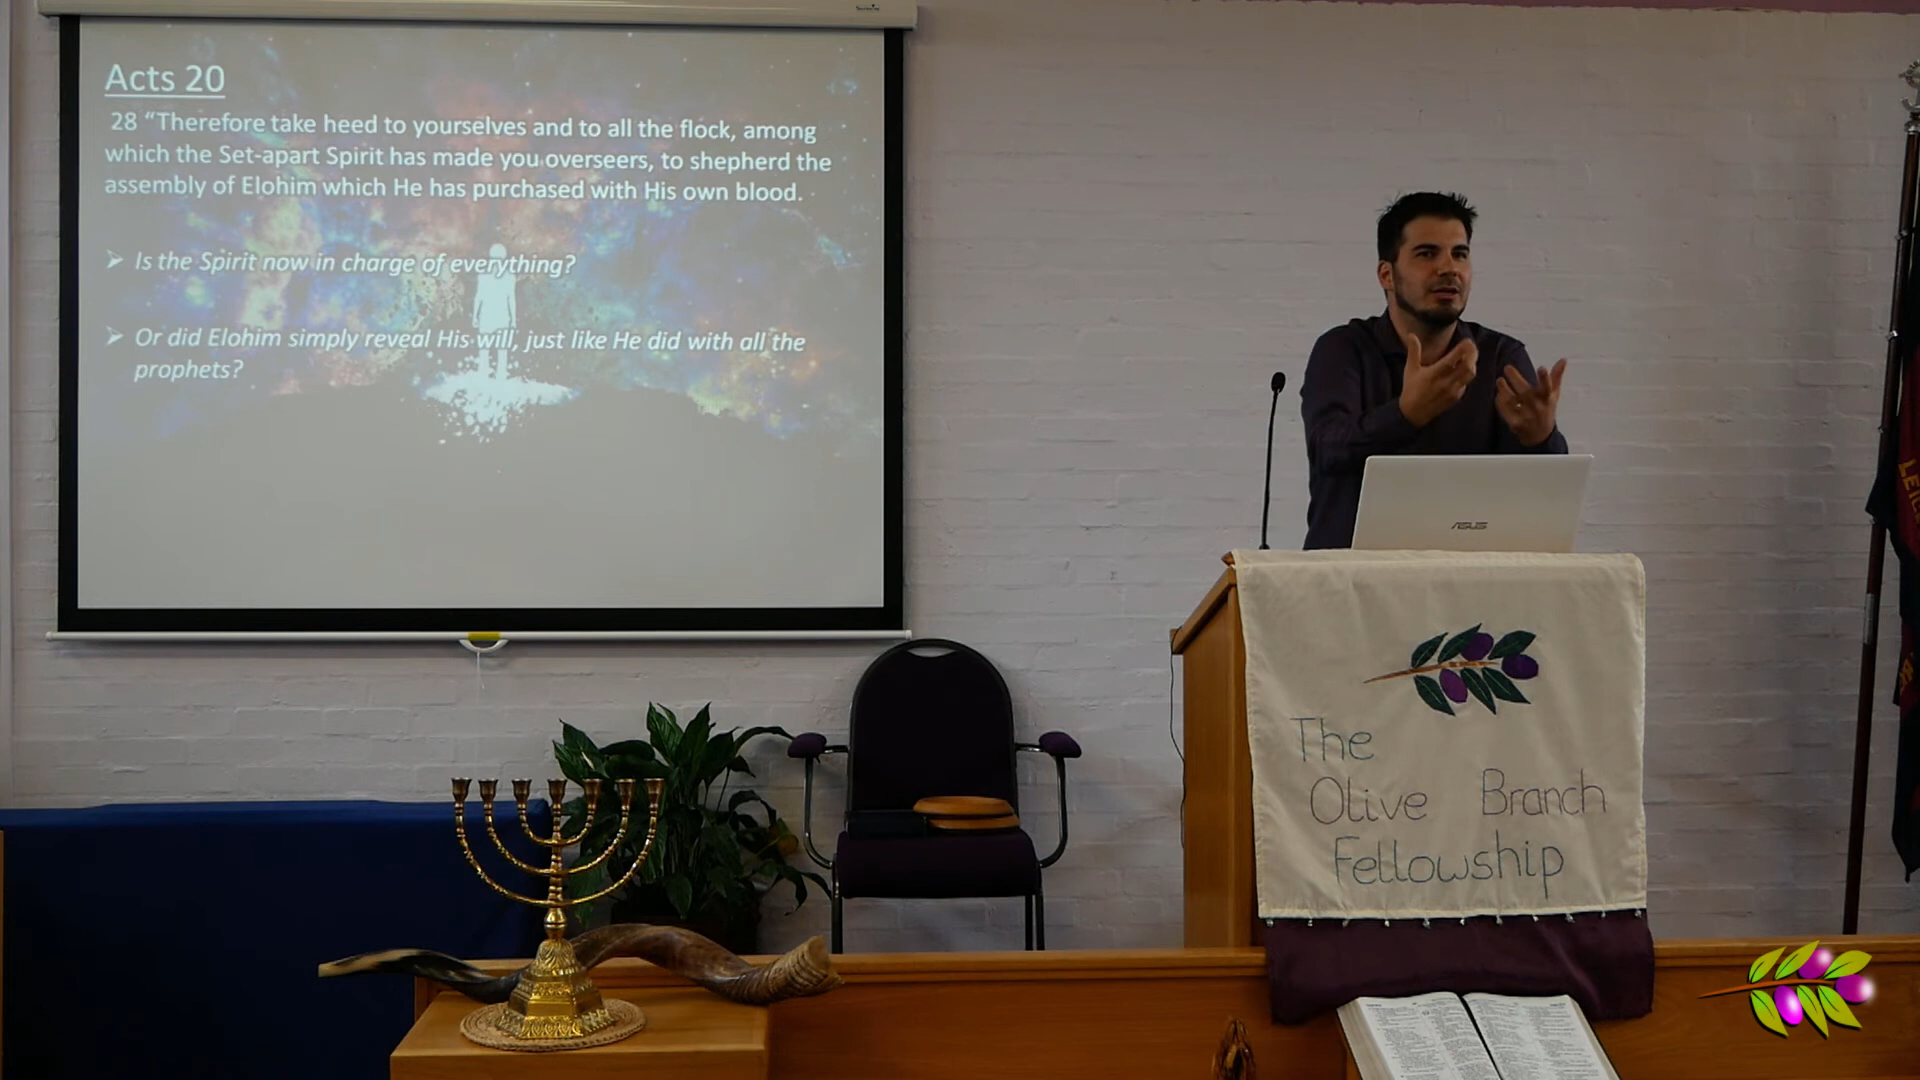 Acts 20
28 “Therefore take heed to yourselves and to all the flock, among
which the Set-apart Spirit has made you overseers, to shepherd the
assembly of Elohim which He has purchased with His own blood.
➢ Is the Spirit now in charge of everything?
➢ Or did Elohim simply reveal His will, just like He did with all the
prophets?
ASUS
The
Olive Branch
Fellowship